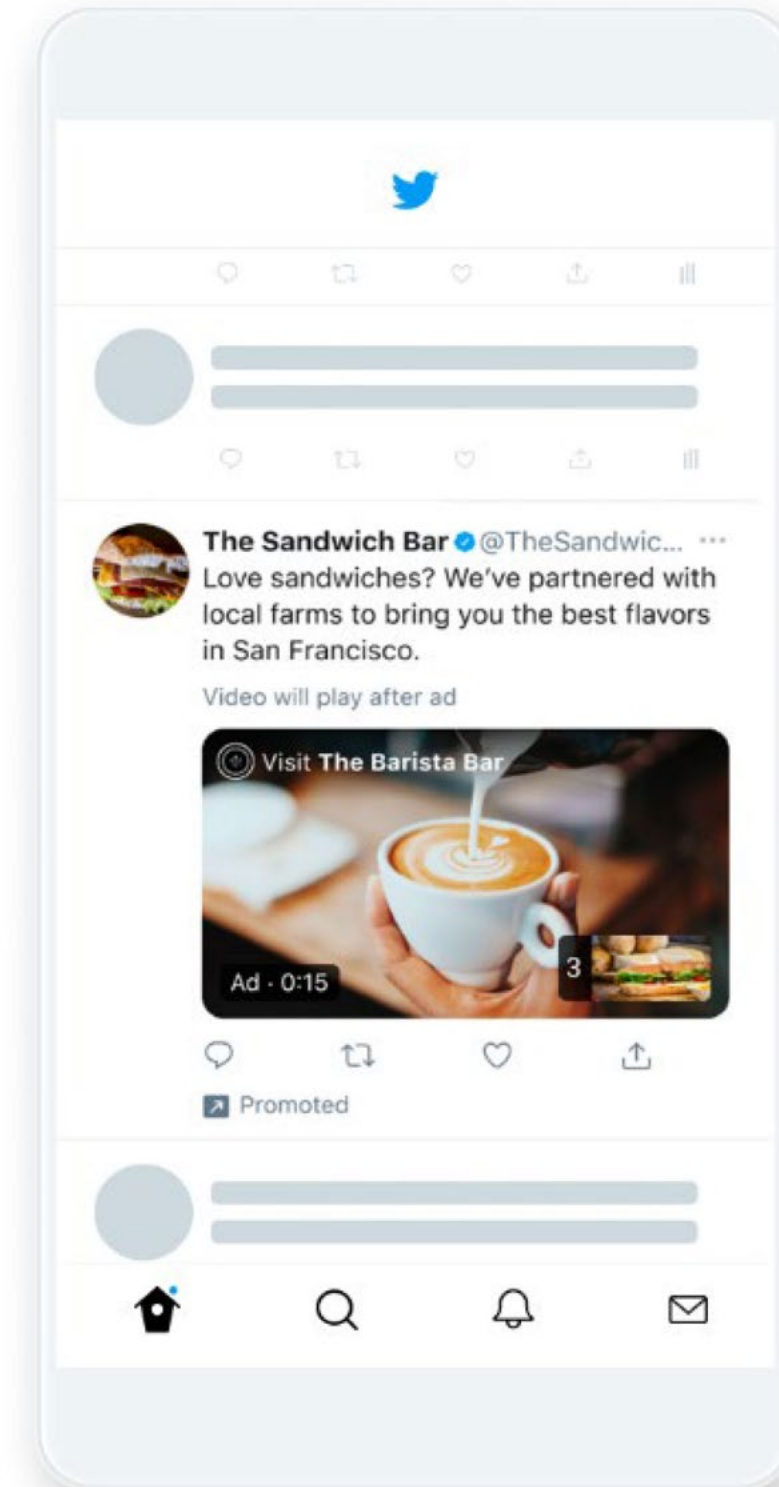 The Sandwich Bar @TheSandwic... ···
Love sandwiches? We’ve partnered with
local farms to bring you the best flavors
in San Francisco.
Video will play after ad
Visit The Barista Bar
Ad · 0:15
3
Promoted